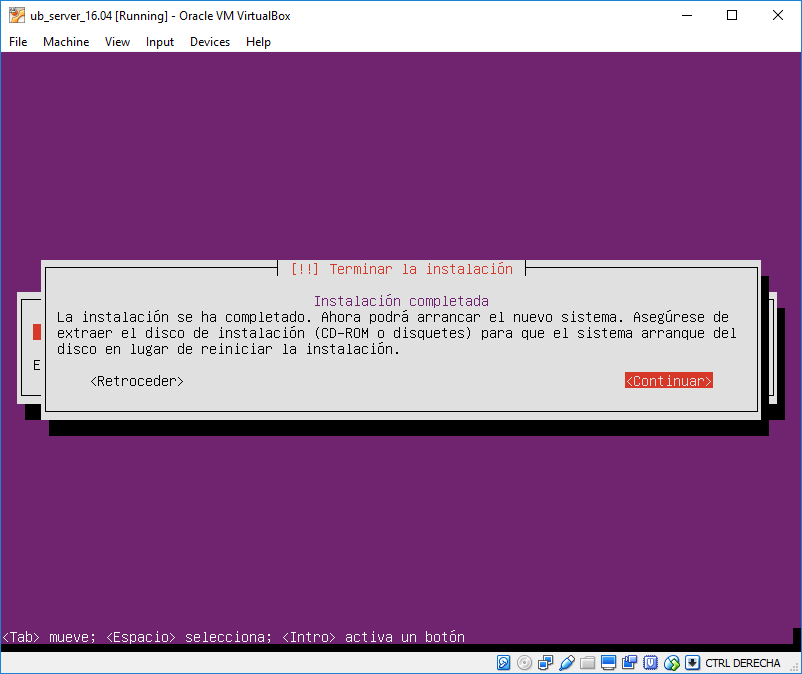 ub_server_16.04 [Running] - Oracle VM VirtualBox
File Machine View Input Devices Help
[!!] Terminar la instalación
Instalación completada
La instalación se ha completado. Ahora podrá arrancar el nuevo sistema. Asegúrese de
extraer el disco de instalación (CD-ROM o disquetes) para que el sistema arranque del
disco en lugar de reiniciar la instalación.
E
<Retroceder> <Continuar>
<Tab> mueve; <Espacio> selecciona; <Intro> activa un botón
CTRL DERECHA